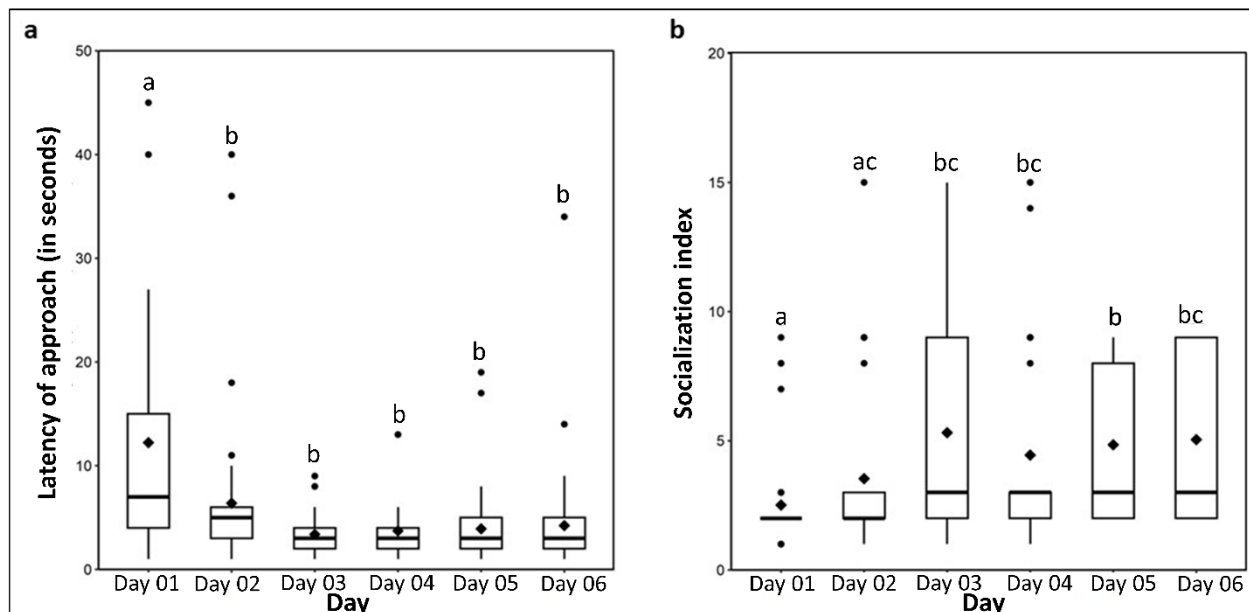 a
Latency of approach (in seconds)
50
40
30
20
10
0
a
b
b
b
b
b
Day 01 Day 02 Day 03 Day 04 Day 05 Day 06
Day
b
Socialization index
20
15
10
5
0
a
ac
bc
bc
b
bc
Day 01 Day 02 Day 03 Day 04 Day 05 Day 06
Day